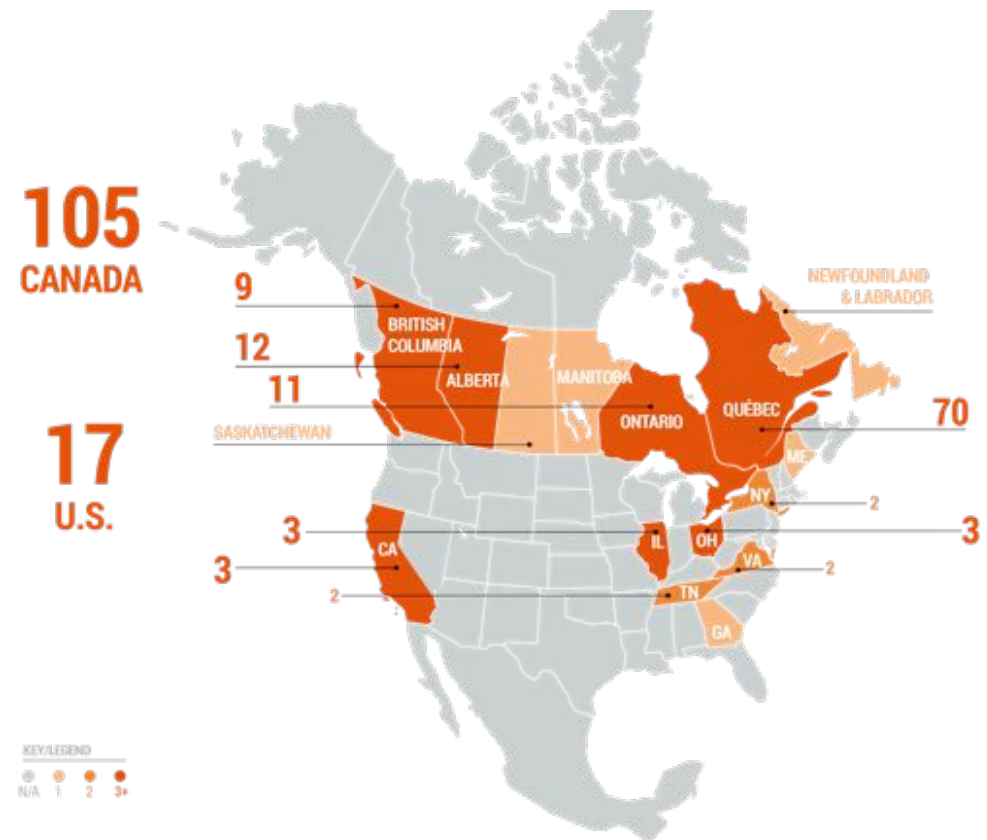 105
CANADA
17
U.S.
9
12
11
SASKATCHEWAN
BRITISH
COLUMBIA
ALBERTA
MANITOBA
ONTARIO
QUÉBEC
NEWFOUNDLAND
& LABRADOR
70
ME
NY
2
3
IL
OH
3
CA
3
VA
2
2
TN
GA
KEY/LEGEND
N/A 1 2 3+